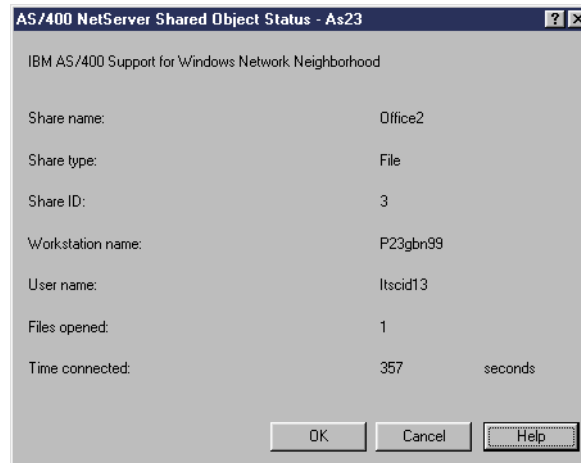 AS/400 NetServer Shared Object Status - As23
IBM AS/400 Support for Windows Network Neighborhood
Share name: Office2
Share type: File
Share ID: 3
Workstation name: P23gbn99
User name: Itscid13
Files opened: 1
Time connected: 357 seconds
OK Cancel Help